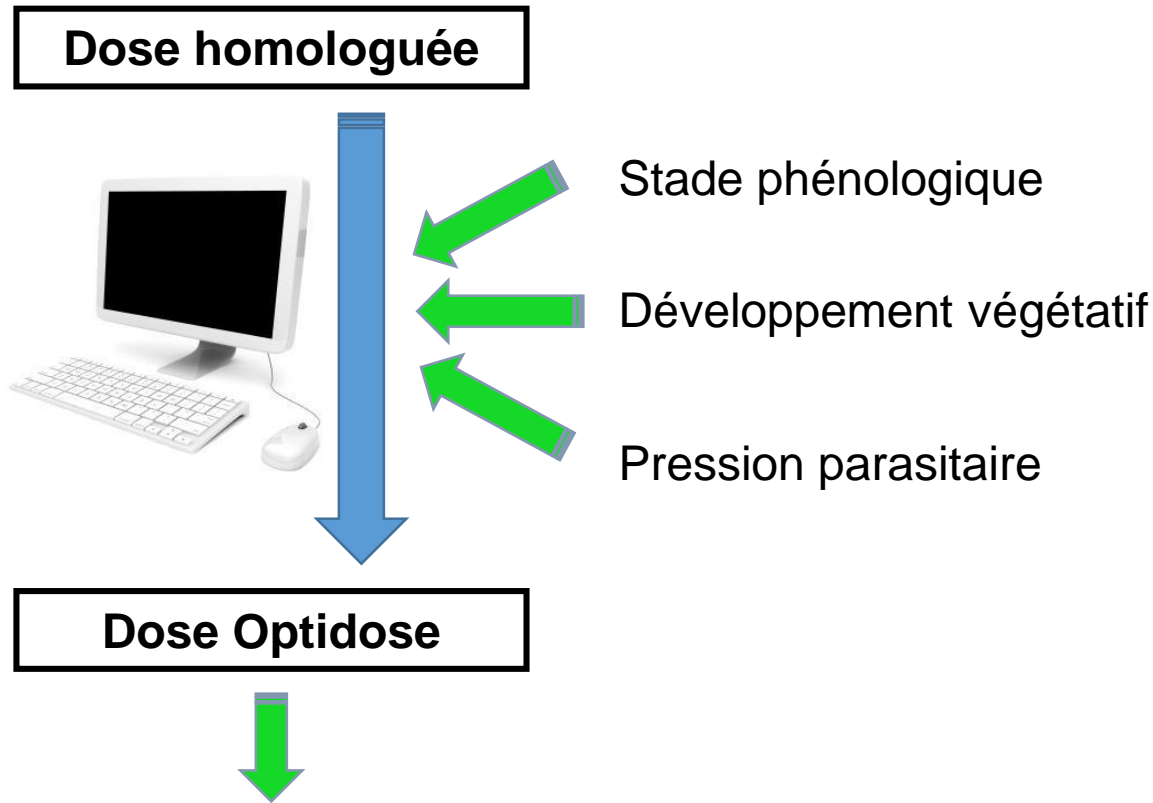 Dose homologuée
Stade phénologique
Développement végétatif
Pression parasitaire
Dose Optidose